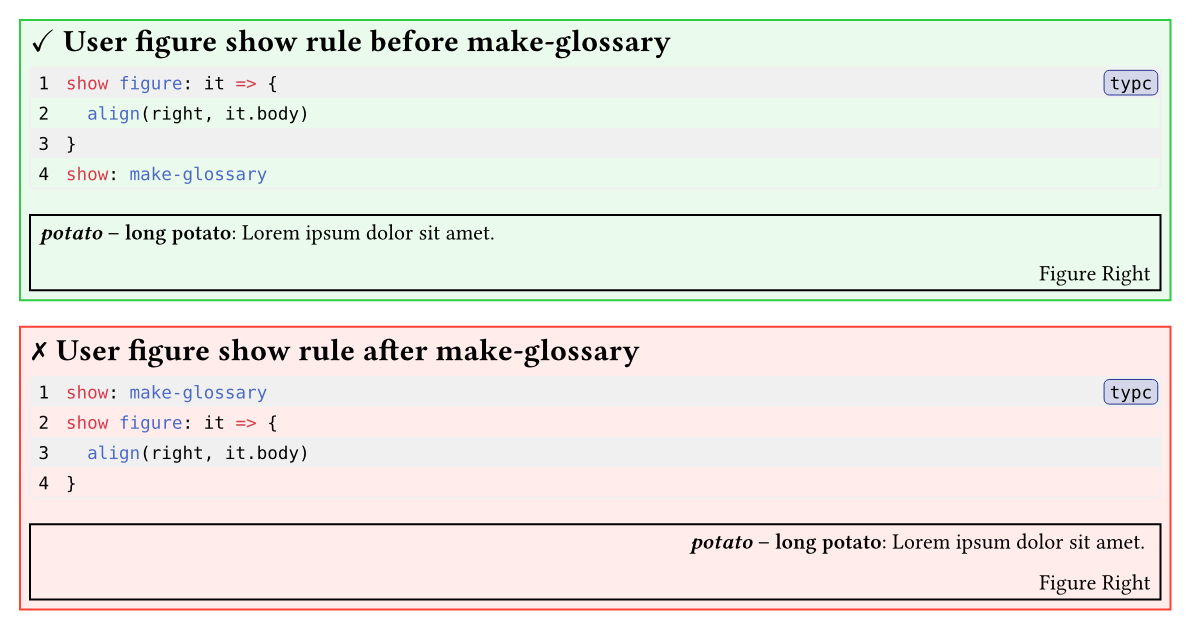 ✓ User figure show rule before make-glossary
1 show figure: it => { typc
2   align(right, it.body)
3 }
4 show: make-glossary
potato – long potato: Lorem ipsum dolor sit amet.
Figure Right
✗ User figure show rule after make-glossary
1 show: make-glossary typc
2 show figure: it => {
3   align(right, it.body)
4 }
potato – long potato: Lorem ipsum dolor sit amet.
Figure Right